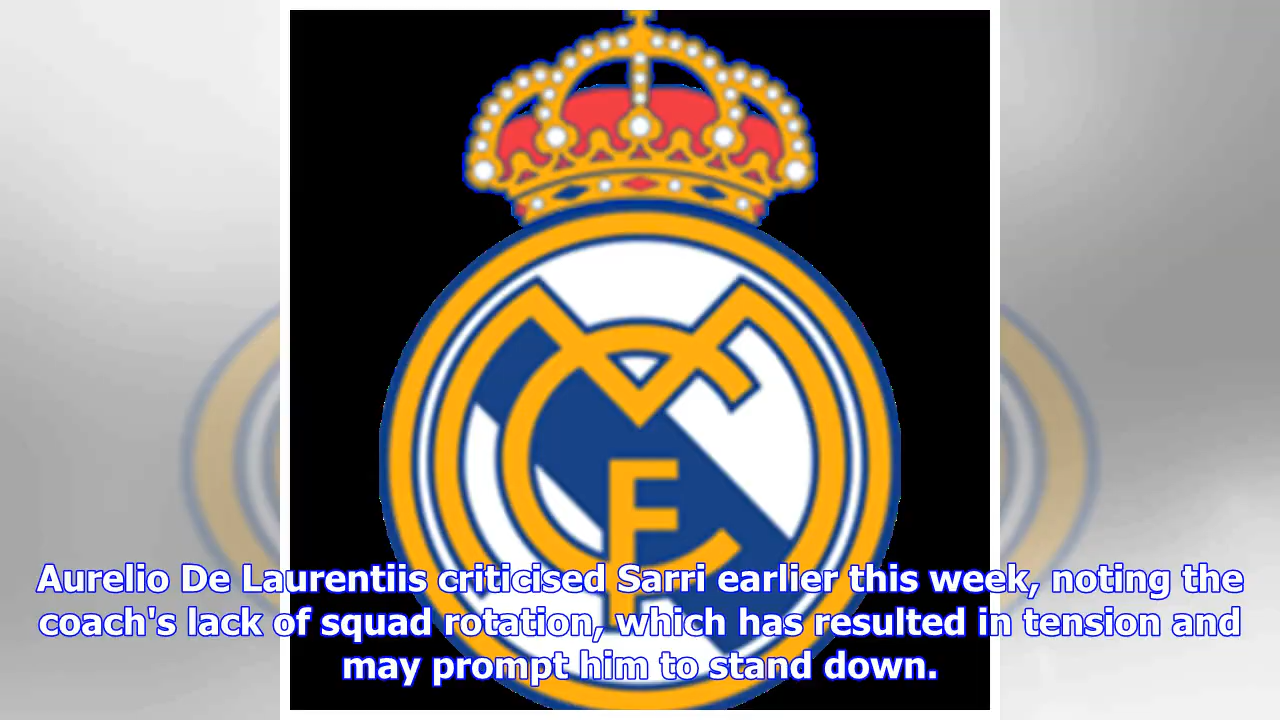 Aurelio De Laurentiis criticised Sarri earlier this week, noting the
coach's lack of squad rotation, which has resulted in tension and
may prompt him to stand down.